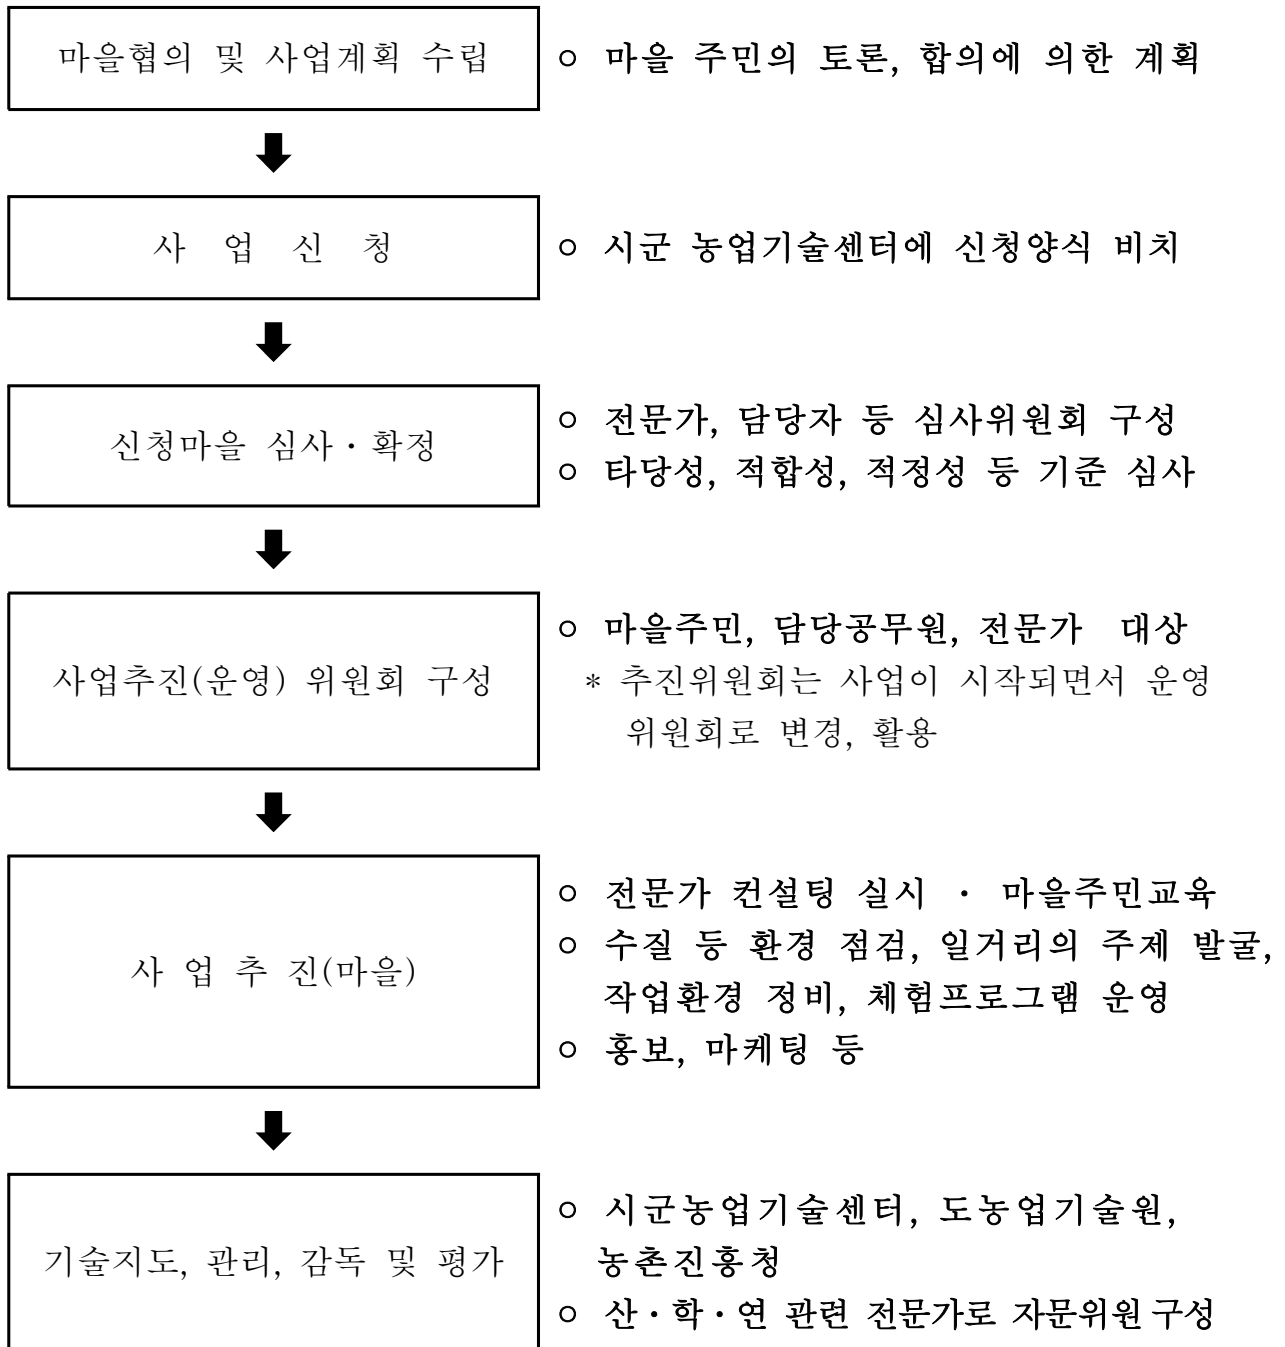 마을협의 및 사업계획 수립
ㅇ 마을 주민의 토론, 합의에 의한 계획
사 업 신 청
ㅇ 시군 농업기술센터에 신청양식 비치
신청마을 심사・확정
ㅇ 전문가, 담당자 등 심사위원회 구성
ㅇ 타당성, 적합성, 적정성 등 기준 심사
사업추진(운영) 위원회 구성
ㅇ 마을주민, 담당공무원, 전문가 대상
* 추진위원회는 사업이 시작되면서 운영
위원회로 변경, 활용
사 업 추 진(마을)
ㅇ 전문가 컨설팅 실시 ・ 마을주민교육
ㅇ 수질 등 환경 점검, 일거리의 주제 발굴,
작업환경 정비, 체험프로그램 운영
ㅇ 홍보, 마케팅 등
기술지도, 관리, 감독 및 평가
ㅇ 시군농업기술센터, 도농업기술원,
농촌진흥청
ㅇ 산・학・연 관련 전문가로 자문위원 구성